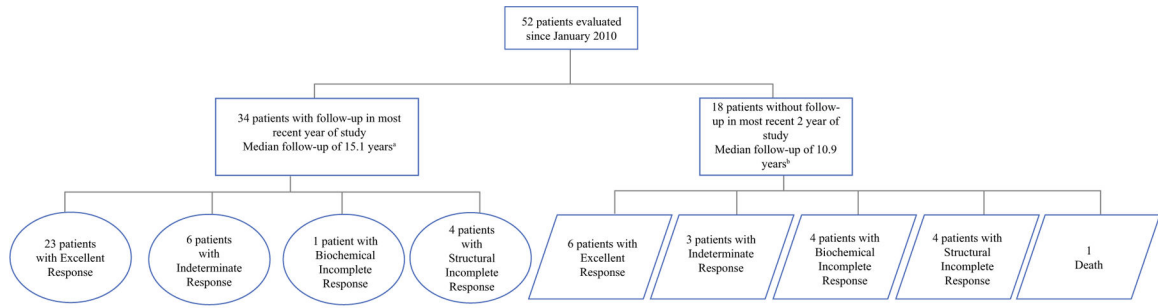 52 patients evaluated
since January 2010
34 patients with follow-up in most
recent year of study
Median follow-up of 15.1 yearsᵃ
18 patients without follow-
up in most recent 2 year of
study
Median follow-up of 10.9
yearsᵇ
23 patients
with Excellent
Response
6 patients
with
Indeterminate
Response
1 patient with
Biochemical
Incomplete
Response
4 patients
with
Structural
Incomplete
Response
6 patients with
Excellent
Response
3 patients with
Indeterminate
Response
4 patients with
Biochemical
Incomplete
Response
4 patients with
Structural
Incomplete
Response
1
Death